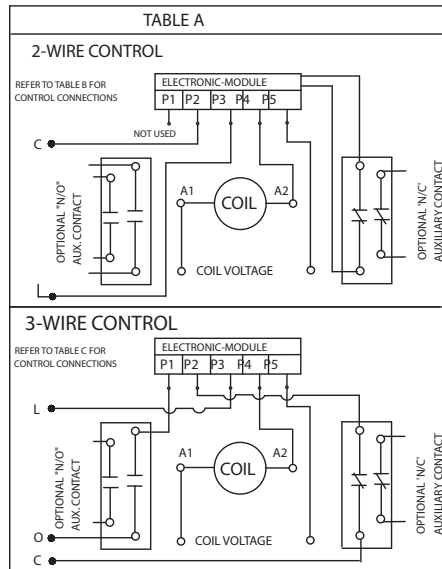 TABLE A
2-WIRE CONTROL
REFER TO TABLE B FOR
CONTROL CONNECTIONS
ELECTRONIC-MODULE
P1 P2 P3 P4 P5
NOT USED
C
OPTIONAL "N/O"
AUX. CONTACT
A1
COIL
A2
COIL VOLTAGE
OPTIONAL 'N/C'
AUXILIARY CONTACT
L
3-WIRE CONTROL
REFER TO TABLE C FOR
CONTROL CONNECTIONS
ELECTRONIC-MODULE
P1 P2 P3 P4 P5
L
OPTIONAL "N/O"
AUX. CONTACT
A1
COIL
A2
OPTIONAL 'N/C'
AUXILIARY CONTACT
O
COIL VOLTAGE
C